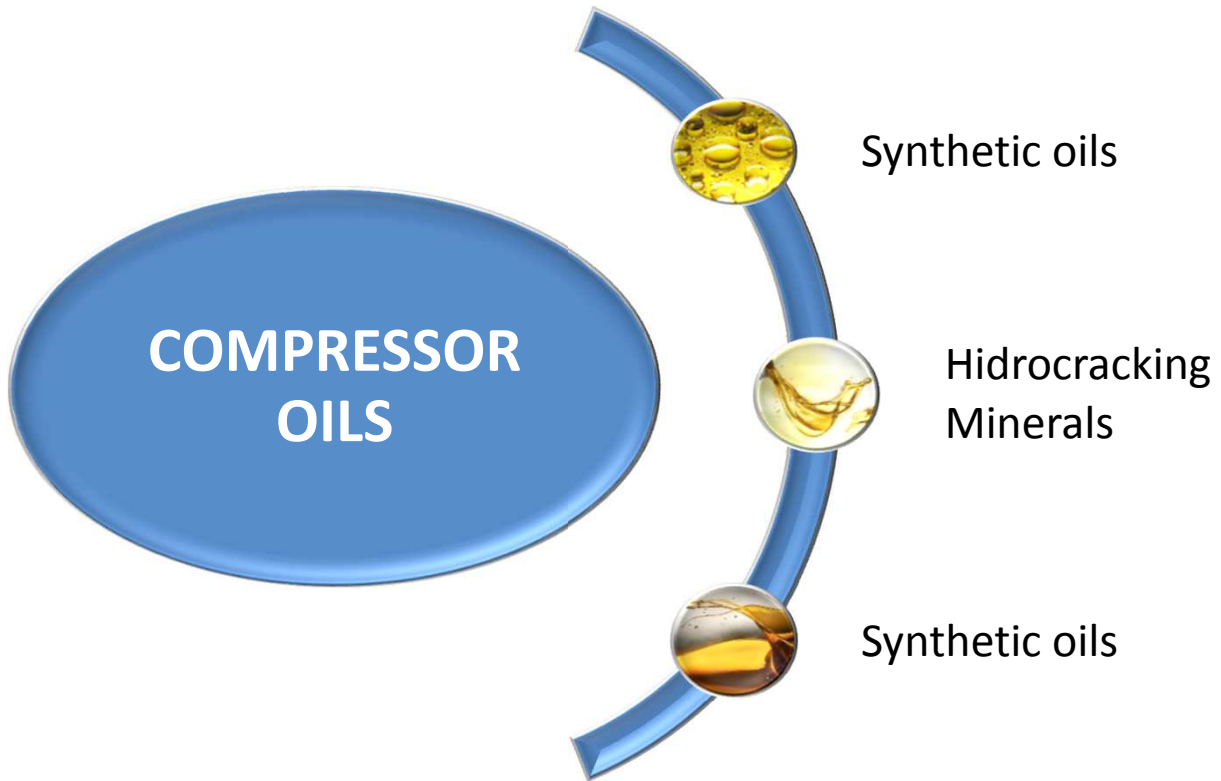 COMPRESSOR
OILS
Synthetic oils
Hidrocracking
Minerals
Synthetic oils